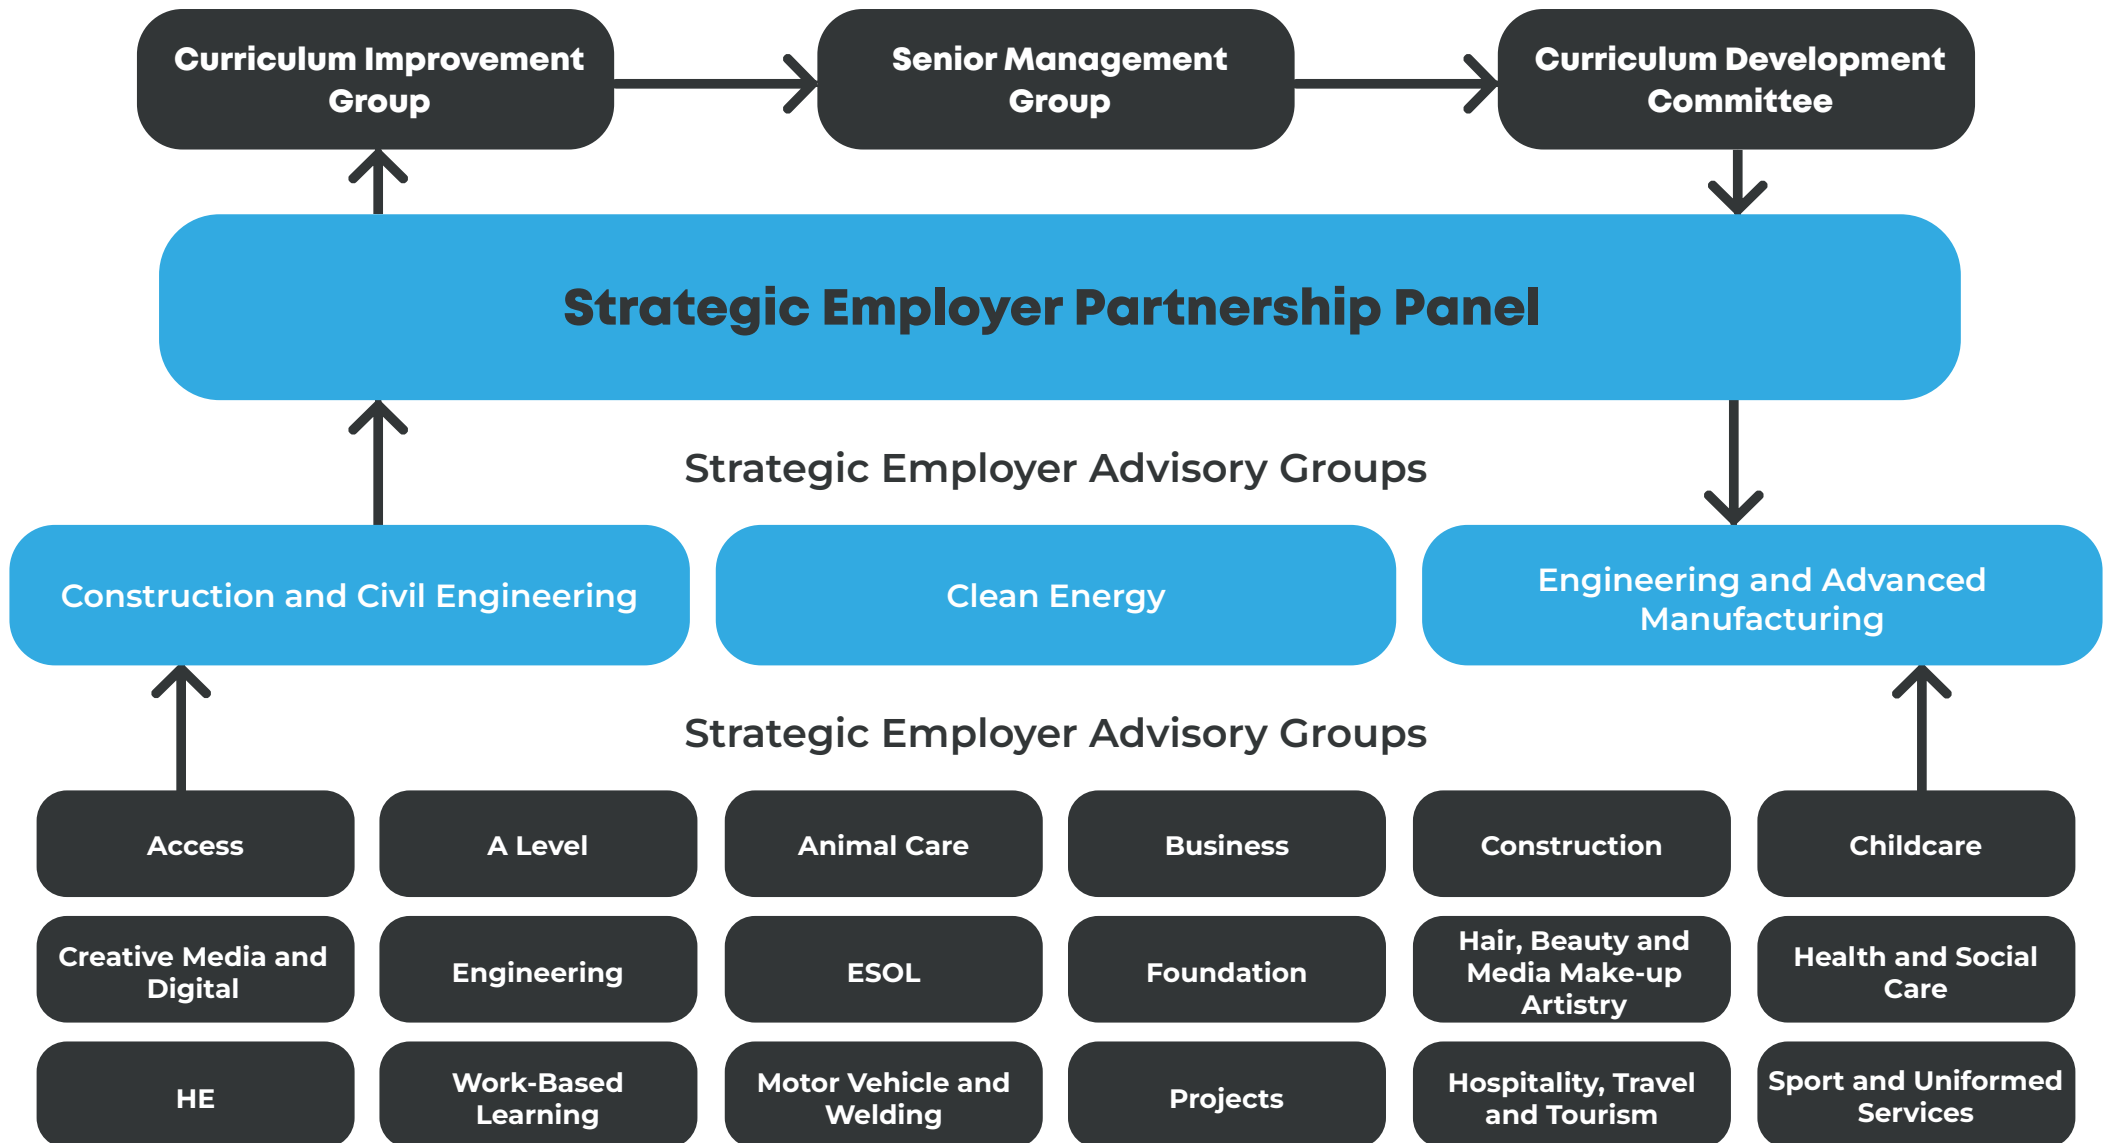 Curriculum Improvement
Group
Senior Management
Group
Curriculum Development
Committee
Strategic Employer Partnership Panel
Strategic Employer Advisory Groups
Construction and Civil Engineering
Clean Energy
Engineering and Advanced
Manufacturing
Strategic Employer Advisory Groups
Access
A Level
Animal Care
Business
Construction
Childcare
Creative Media and
Digital
Engineering
ESOL
Foundation
Hair, Beauty and
Media Make-up
Artistry
Health and Social
Care
HE
Work-Based
Learning
Motor Vehicle and
Welding
Projects
Hospitality, Travel
and Tourism
Sport and Uniformed
Services